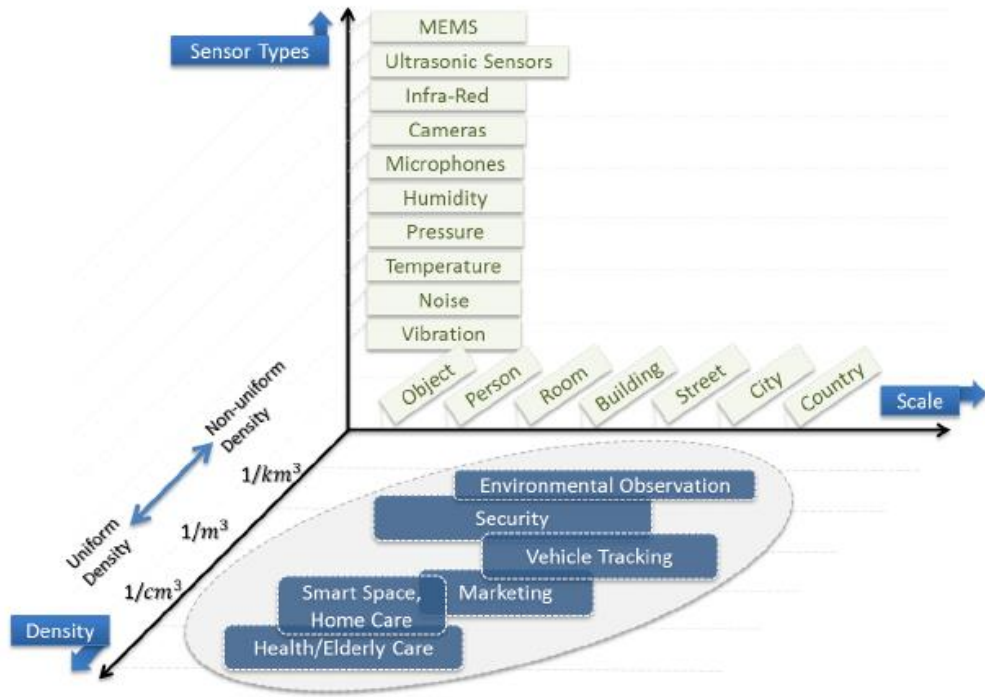 Sensor Types
MEMS
Ultrasonic Sensors
Infra-Red
Cameras
Microphones
Humidity
Pressure
Temperature
Noise
Vibration
Object
Person
Room
Building
Street
City
Country
Scale
Non-uniform
Density
Uniform
Density
1/km³
1/m³
1/cm³
Density
Environmental Observation
Security
Vehicle Tracking
Marketing
Smart Space,
Home Care
Health/Elderly Care